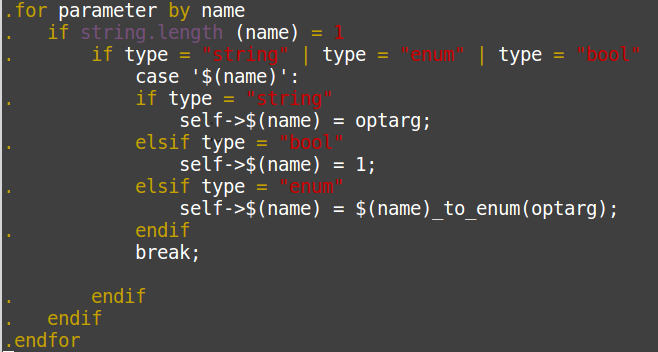 .for parameter by name
.   if string.length (name) = 1
.       if type = "string" | type = "enum" | type = "bool"
            case '$(name)':
.           if type = "string"
                self->$(name) = optarg;
.           elsif type = "bool"
                self->$(name) = 1;
.           elsif type = "enum"
                self->$(name) = $(name)_to_enum(optarg);
.           endif
            break;

.       endif
.   endif
.endfor